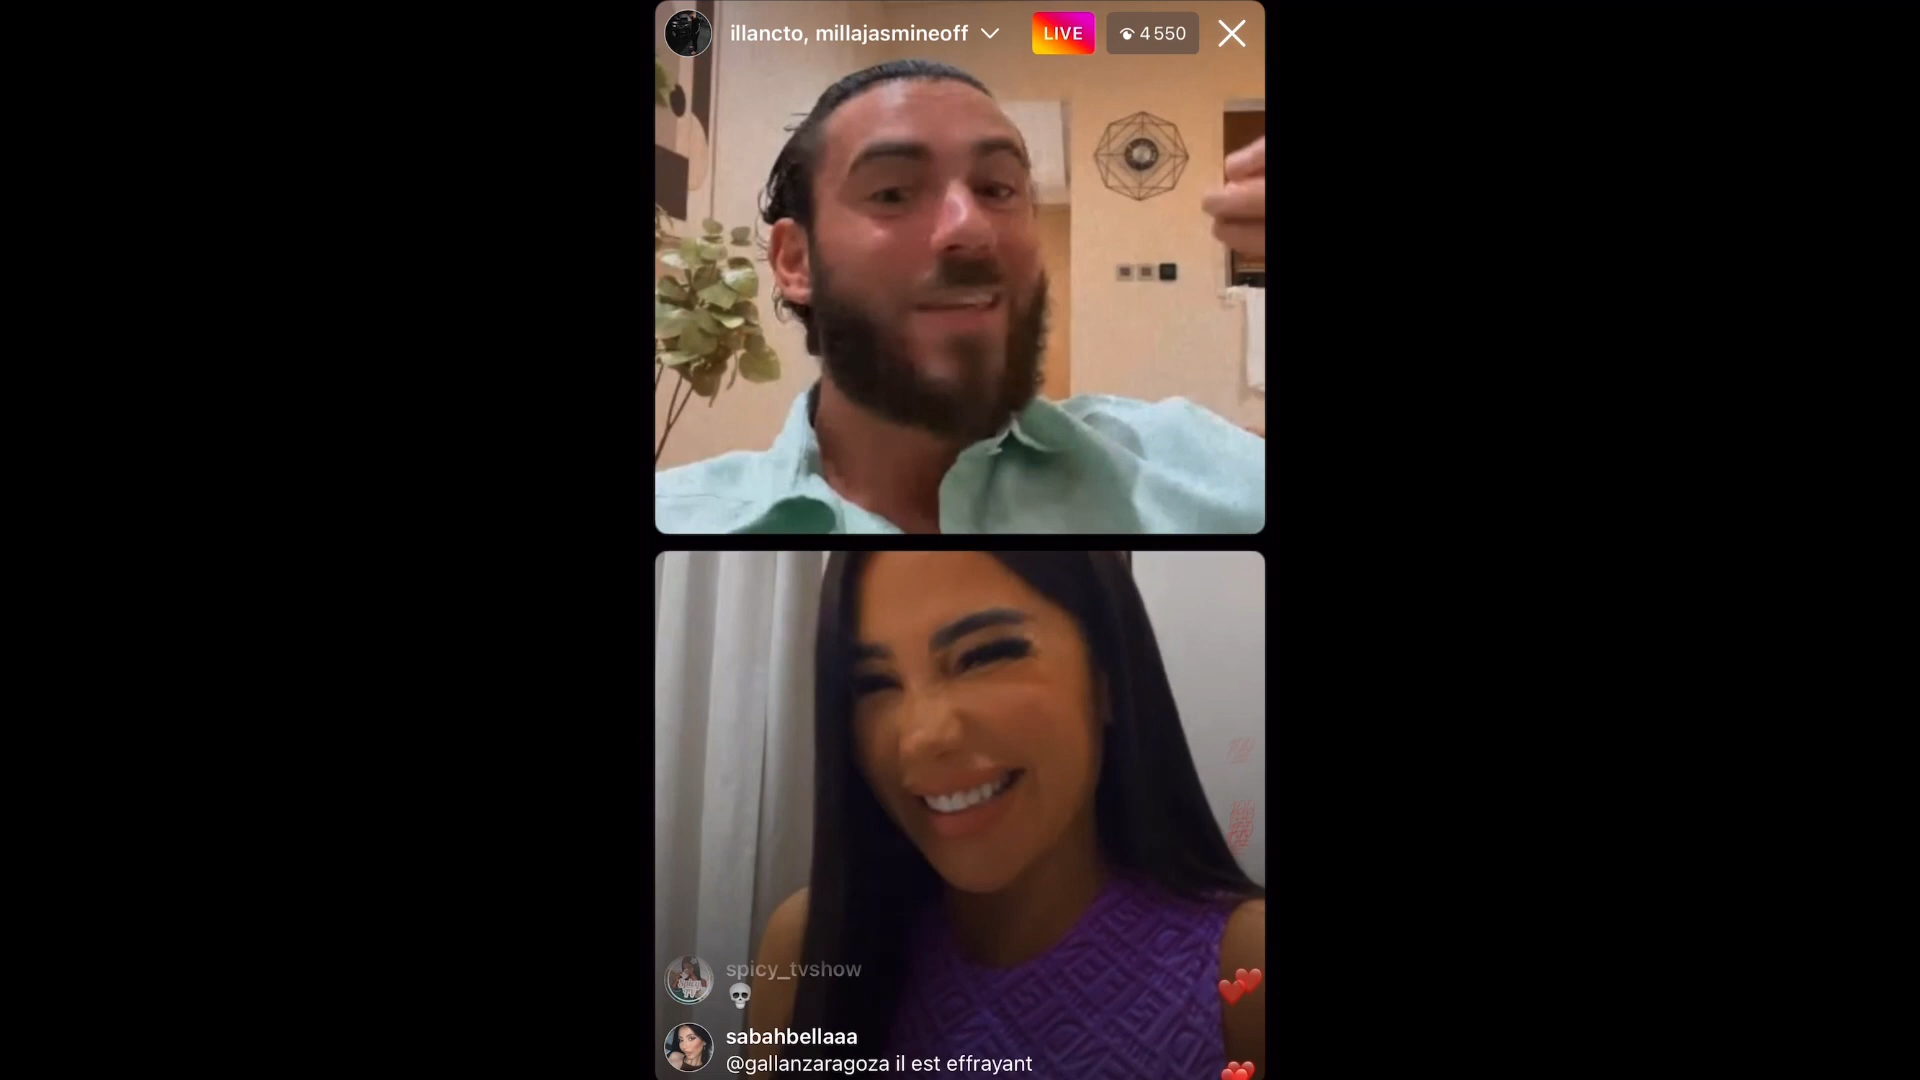 illancto, millajasmineoff
LIVE
4 550
spicy_tvshow
💀
sabahbellaaa
@gallanzaragoza il est effrayant